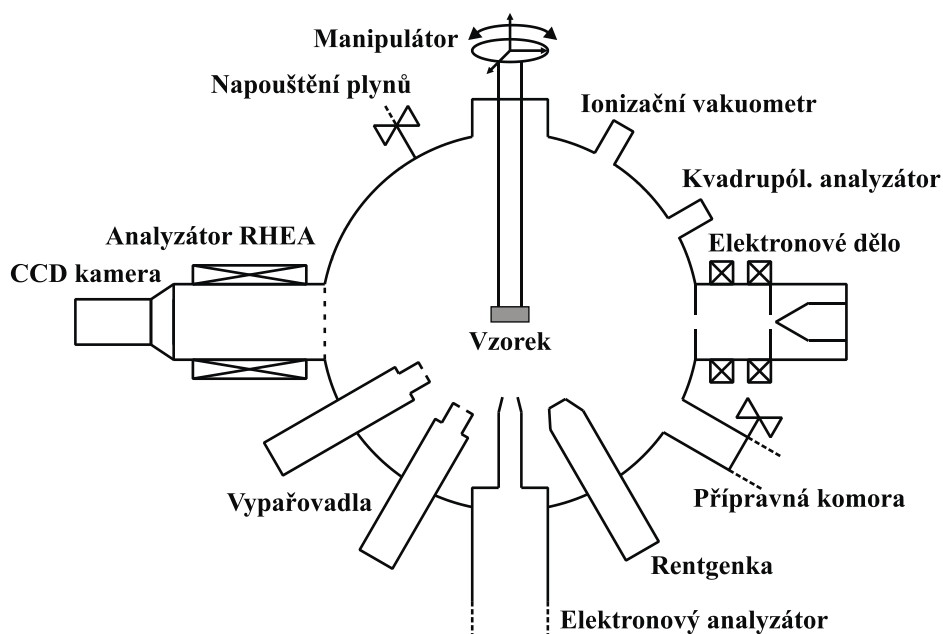 Manipulátor
Napouštění plynů
Ionizační vakuometr
Kvadrupól. analyzátor
Analyzátor RHEA
Elektronové dělo
CCD kamera
Vzorek
Vypařovadla
Přípravná komora
Rentgenka
Elektronový analyzátor